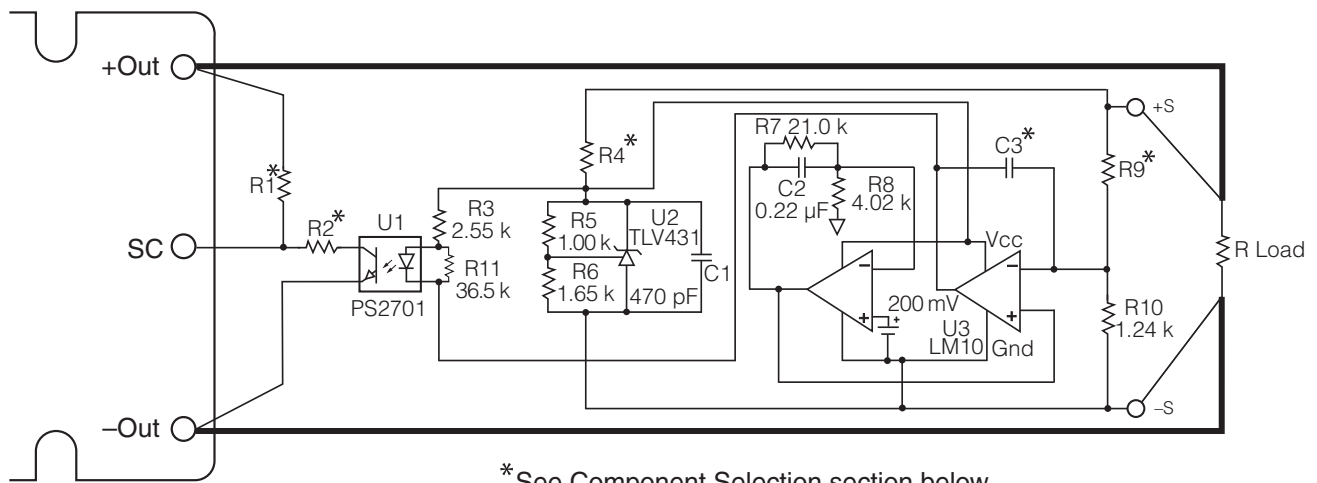 +Out
+S
R7 21.0 k
C3*
R4*
R9*
R1*
C2
0.22 µF
R8
4.02 k
R2*
U1
R3
2.55 k
R5
1.00 k
U2
TLV431
SC
Vcc
R Load
R11
36.5 k
R6
1.65 k
C1
470 pF
PS2701
200 mV
U3
LM10
Gnd
R10
1.24 k
–Out
–S
*See Component Selection section below